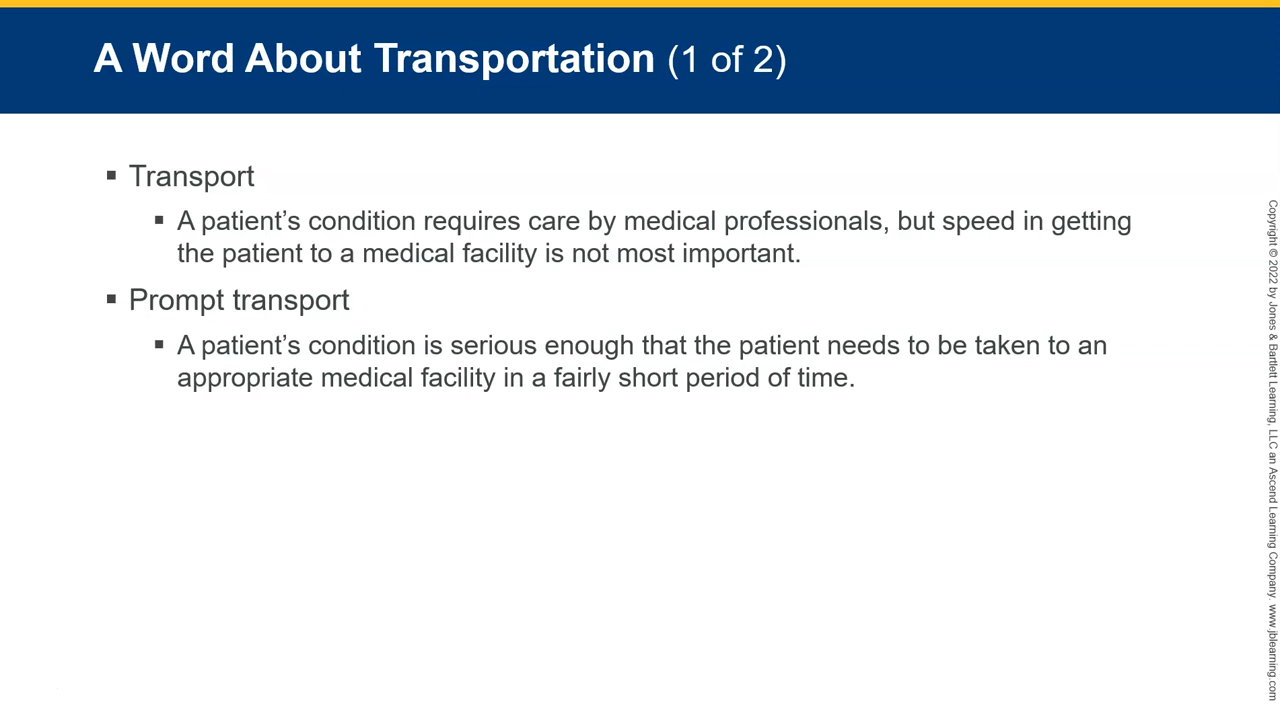 A Word About Transportation (1 of 2)
▪ Transport
▪ A patient’s condition requires care by medical professionals, but speed in getting
the patient to a medical facility is not most important.
▪ Prompt transport
▪ A patient’s condition is serious enough that the patient needs to be taken to an
appropriate medical facility in a fairly short period of time.
Copyright © 2022 by Jones & Bartlett Learning, LLC an Ascend Learning Company. www.jblearning.com